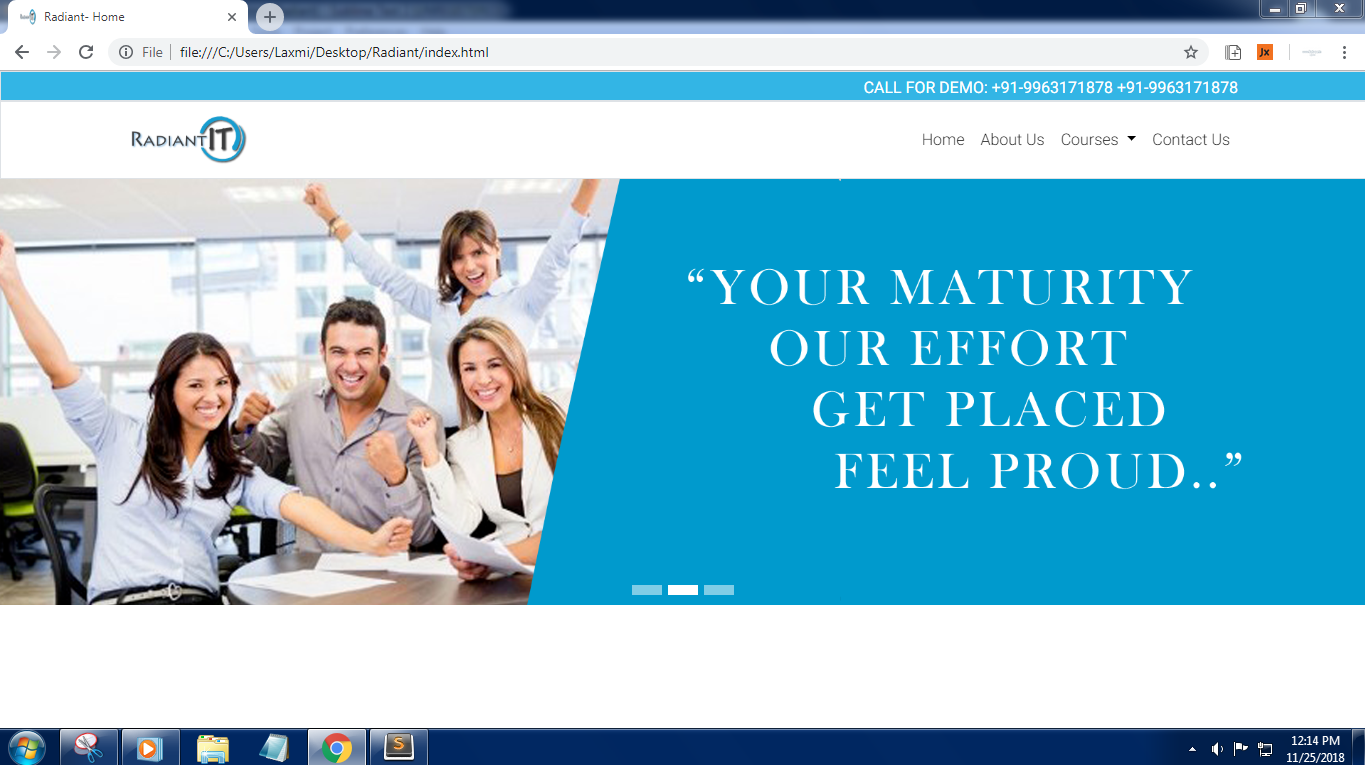 Radiant- Home
File file:///C:/Users/Laxmi/Desktop/Radiant/index.html
Jx
CALL FOR DEMO: +91-9963171878 +91-9963171878
RADIANT IT
Home About Us Courses Contact Us
“YOUR MATURITY
OUR EFFORT
GET PLACED
FEEL PROUD..”
S
12:14 PM
11/25/2018